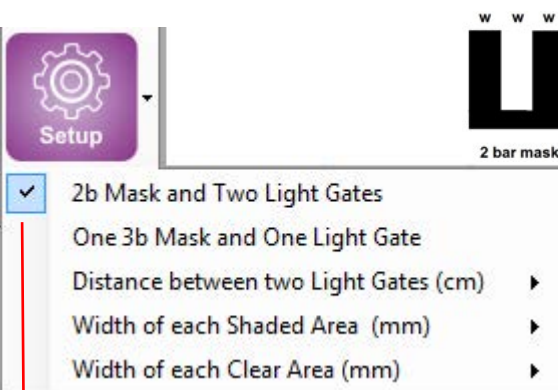 w w w
Setup
2 bar mask
2b Mask and Two Light Gates
One 3b Mask and One Light Gate
Distance between two Light Gates (cm)
Width of each Shaded Area (mm)
Width of each Clear Area (mm)